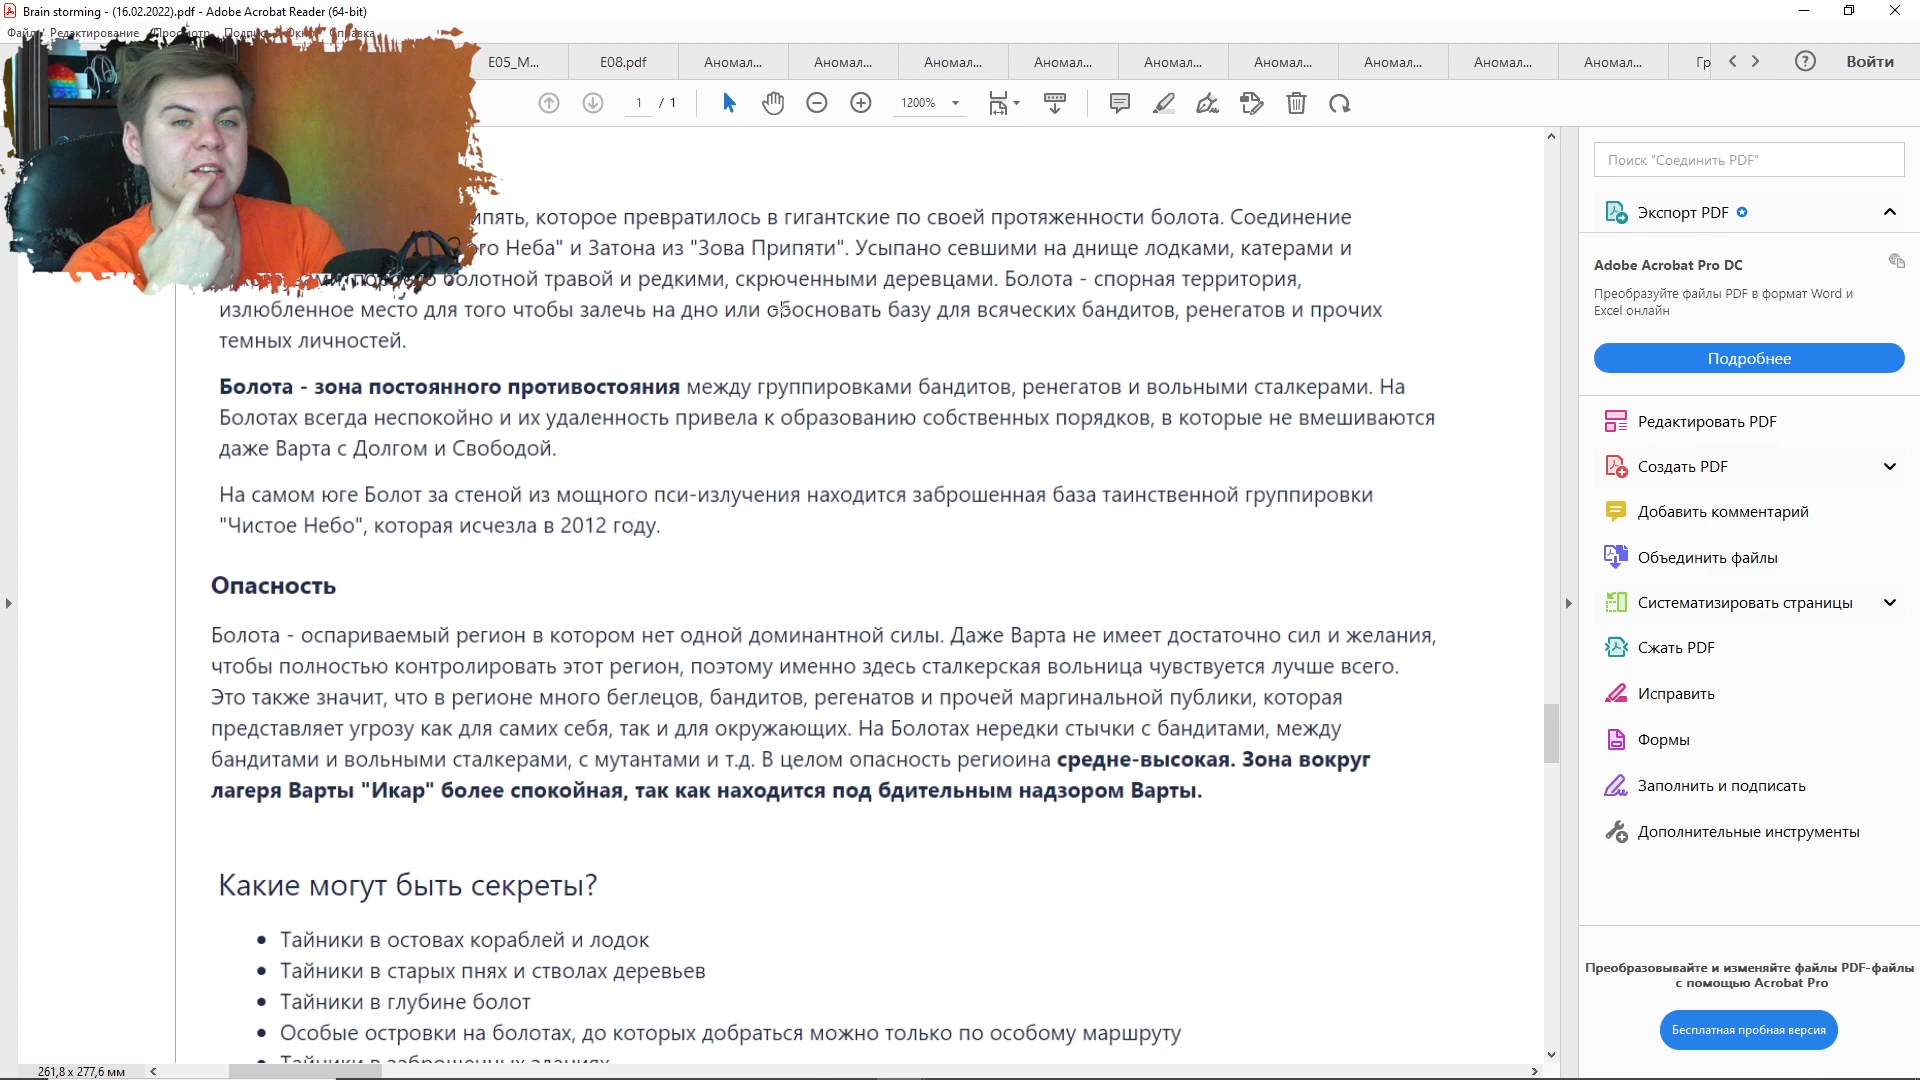 Brain storming - (16.02.2022).pdf - Adobe Acrobat Reader (64-bit)
Редактирование
E05_M... E08.pdf Аномал... Аномал... Аномал... Аномал... Аномал... Аномал... Аномал... Аномал... Аномал... Гр Войти
1 / 1 1200%
ипять, которое превратилось в гигантские по своей протяженности болота. Соединение
Неба" и Затона из "Зова Припяти". Усыпано севшими на днище лодками, катерами и
болотной травой и редкими, скрюченными деревцами. Болота - спорная территория,
излюбленное место для того чтобы залечь на дно или обосновать базу для всяческих бандитов, ренегатов и прочих
темных личностей.
Болота - зона постоянного противостояния между группировками бандитов, ренегатов и вольными сталкерами. На
Болотах всегда неспокойно и их удаленность привела к образованию собственных порядков, в которые не вмешиваются
даже Варта с Долгом и Свободой.
На самом юге Болот за стеной из мощного пси-излучения находится заброшенная база таинственной группировки
"Чистое Небо", которая исчезла в 2012 году.
Опасность
Болота - оспариваемый регион в котором нет одной доминантной силы. Даже Варта не имеет достаточно сил и желания,
чтобы полностью контролировать этот регион, поэтому именно здесь сталкерская вольница чувствуется лучше всего.
Это также значит, что в регионе много беглецов, бандитов, регенатов и прочей маргинальной публики, которая
представляет угрозу как для самих себя, так и для окружающих. На Болотах нередки стычки с бандитами, между
бандитами и вольными сталкерами, с мутантами и т.д. В целом опасность региоина средне-высокая. Зона вокруг
лагеря Варты "Икар" более спокойная, так как находится под бдительным надзором Варты.
Какие могут быть секреты?
Тайники в остовах кораблей и лодок
Тайники в старых пнях и стволах деревьев
Тайники в глубине болот
Особые островки на болотах, до которых добраться можно только по особому маршруту
Тайники в заброшенных зданиях
261,8 x 277,6 мм
Поиск "Соединить PDF"
Экспорт PDF
Adobe Acrobat Pro DC
Преобразуйте файлы PDF в формат Word и
Excel онлайн
Подробнее
Редактировать PDF
Создать PDF
Добавить комментарий
Объединить файлы
Систематизировать страницы
Сжать PDF
Исправить
Формы
Заполнить и подписать
Дополнительные инструменты
Преобразовывайте и изменяйте файлы PDF-файлы
с помощью Acrobat Pro
Бесплатная пробная версия